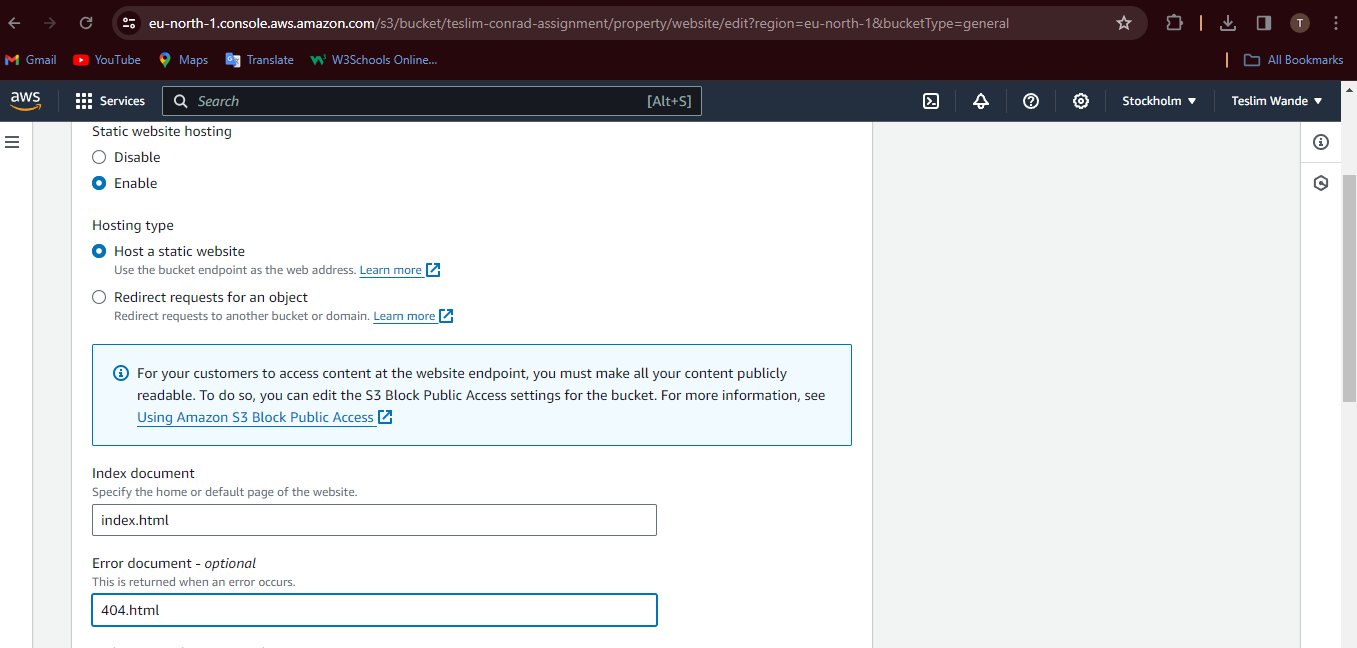 eu-north-1.console.aws.amazon.com/s3/bucket/teslim-conrad-assignment/property/website/edit?region=eu-north-1&bucketType=general
T
Gmail YouTube Maps Translate W3Schools Online... All Bookmarks
aws Services Search [Alt+S] Stockholm Teslim Wande
Static website hosting
Disable
Enable
Hosting type
Host a static website
Use the bucket endpoint as the web address. Learn more
Redirect requests for an object
Redirect requests to another bucket or domain. Learn more
For your customers to access content at the website endpoint, you must make all your content publicly
readable. To do so, you can edit the S3 Block Public Access settings for the bucket. For more information, see
Using Amazon S3 Block Public Access
Index document
Specify the home or default page of the website.
index.html
Error document - optional
This is returned when an error occurs.
404.html